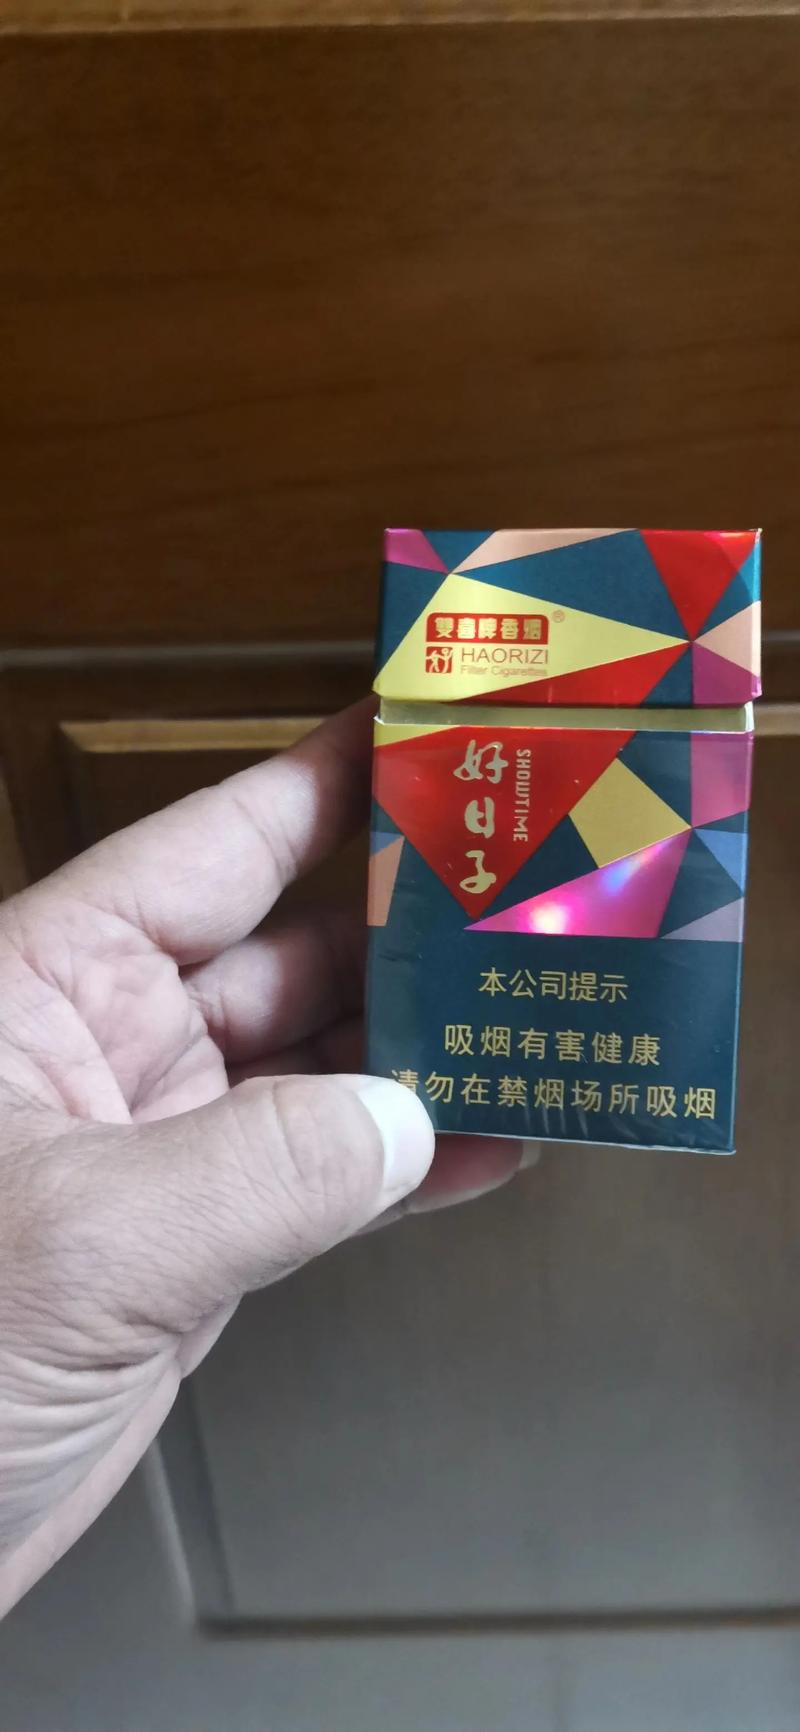 雙喜牌香烟®
HAORIZI
Filter Cigarettes
好日子
SHOWTIME
本公司提示
吸烟有害健康
请勿在禁烟场所吸烟